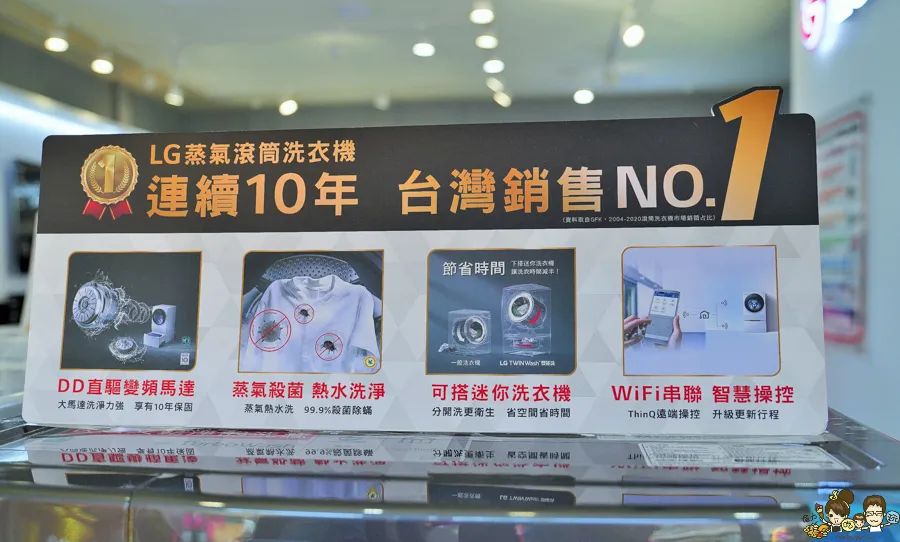 LG蒸氣滾筒洗衣機
連續10年 台灣銷售NO.1
(資料取自GFK,2004-2020滾筒洗衣機市場銷額占比)
節省時間
下搭迷你洗衣機
讓洗衣時間減半!
一般洗衣機
LG TWINWash
DD直驅變頻馬達
大馬達洗淨力強 享有10年保固
蒸氣殺菌 熱水洗淨
蒸氣熱水洗 99.9%殺菌除蟎
可搭迷你洗衣機
分開洗更衛生 省空間省時間
WiFi串聯 智慧操控
ThinQ遠端操控 升級更新行程